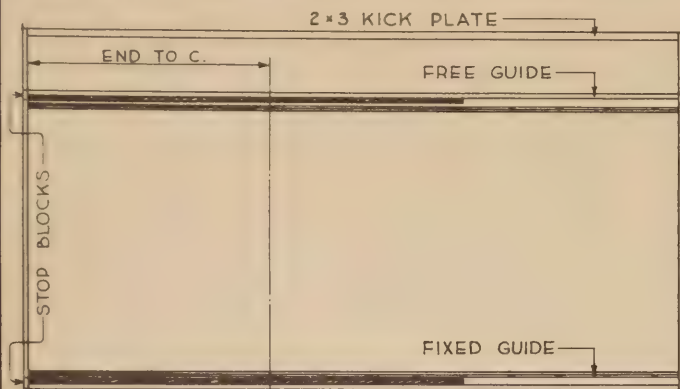 2×3 KICK PLATE
END TO C.
FREE GUIDE
STOP BLOCKS
FIXED GUIDE